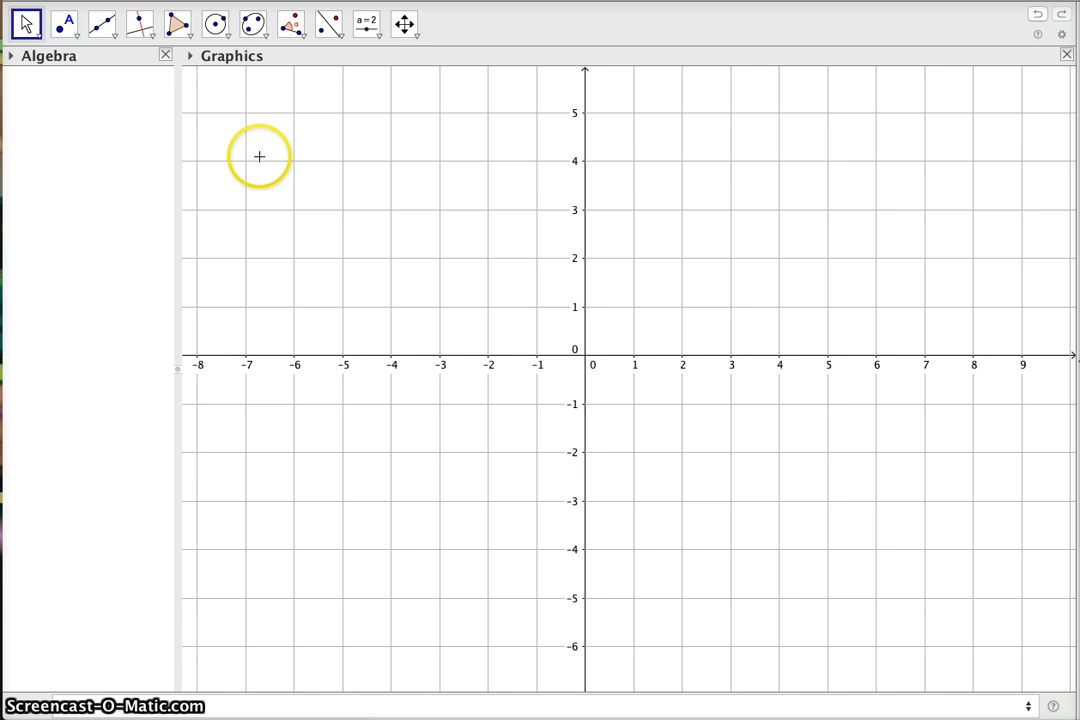 A
α
a=2
Algebra
Graphics
5
4
3
2
1
0
-8 -7 -6 -5 -4 -3 -2 -1 0 1 2 3 4 5 6 7 8 9
-1
-2
-3
-4
-5
-6
Screencast-O-Matic.com
?